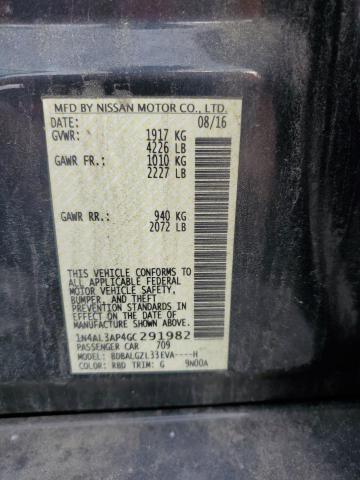 MFD BY NISSAN MOTOR CO., LTD.
DATE: 08/16
GVWR: 1917 KG
4226 LB
GAWR FR.: 1010 KG
2227 LB
GAWR RR.: 940 KG
2072 LB
THIS VEHICLE CONFORMS TO
ALL APPLICABLE FEDERAL
MOTOR VEHICLE SAFETY,
BUMPER, AND THEFT
PREVENTION STANDARDS IN
EFFECT ON THE DATE OF
MANUFACTURE SHOWN ABOVE.
1N4AL3AP4GC291982
PASSENGER CAR 709
MODEL: BDBALGZL33EVA----H
COLOR: RBD TRIM: G 9N00A